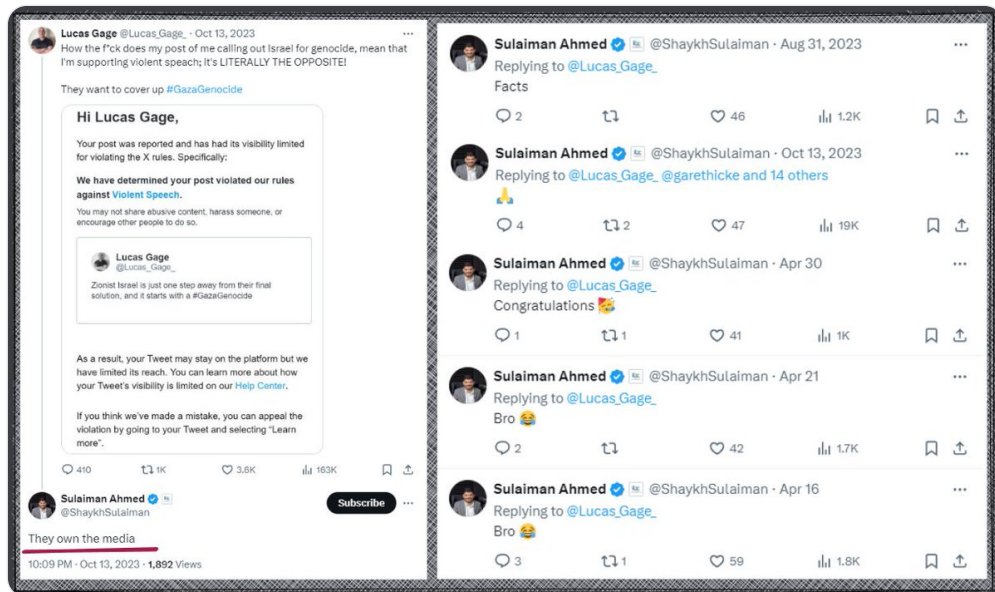 Lucas Gage @Lucas_Gage_ · Oct 13, 2023
How the f*ck does my post of me calling out Israel for genocide, mean that
I'm supporting violent speach; it's LITERALLY THE OPPOSITE!
They want to cover up #GazaGenocide
Hi Lucas Gage,
Your post was reported and has had its visibility limited
for violating the X rules. Specifically:
We have determined your post violated our rules
against Violent Speech.
You may not share abusive content, harass someone, or
encourage other people to do so.
Lucas Gage
@Lucas_Gage_
Zionist Israel is just one step away from their final
solution, and it starts with a #GazaGenocide
As a result, your Tweet may stay on the platform but we
have limited its reach. You can learn more about how
your Tweet's visibility is limited on our Help Center.
If you think we've made a mistake, you can appeal the
violation by going to your Tweet and selecting "Learn
more".
410 1K 3.6K 163K
Sulaiman Ahmed
@ShaykhSulaiman
Subscribe
They own the media
10:09 PM · Oct 13, 2023 · 1,892 Views
Sulaiman Ahmed @ShaykhSulaiman · Aug 31, 2023
Replying to @Lucas_Gage_
Facts
2 46 1.2K
Sulaiman Ahmed @ShaykhSulaiman · Oct 13, 2023
Replying to @Lucas_Gage_ @garethicke and 14 others
🙏
4 2 47 19K
Sulaiman Ahmed @ShaykhSulaiman · Apr 30
Replying to @Lucas_Gage_
Congratulations 🥳
1 1 41 1K
Sulaiman Ahmed @ShaykhSulaiman · Apr 21
Replying to @Lucas_Gage_
Bro 😂
2 42 1.7K
Sulaiman Ahmed @ShaykhSulaiman · Apr 16
Replying to @Lucas_Gage_
Bro 😂
3 1 59 1.8K